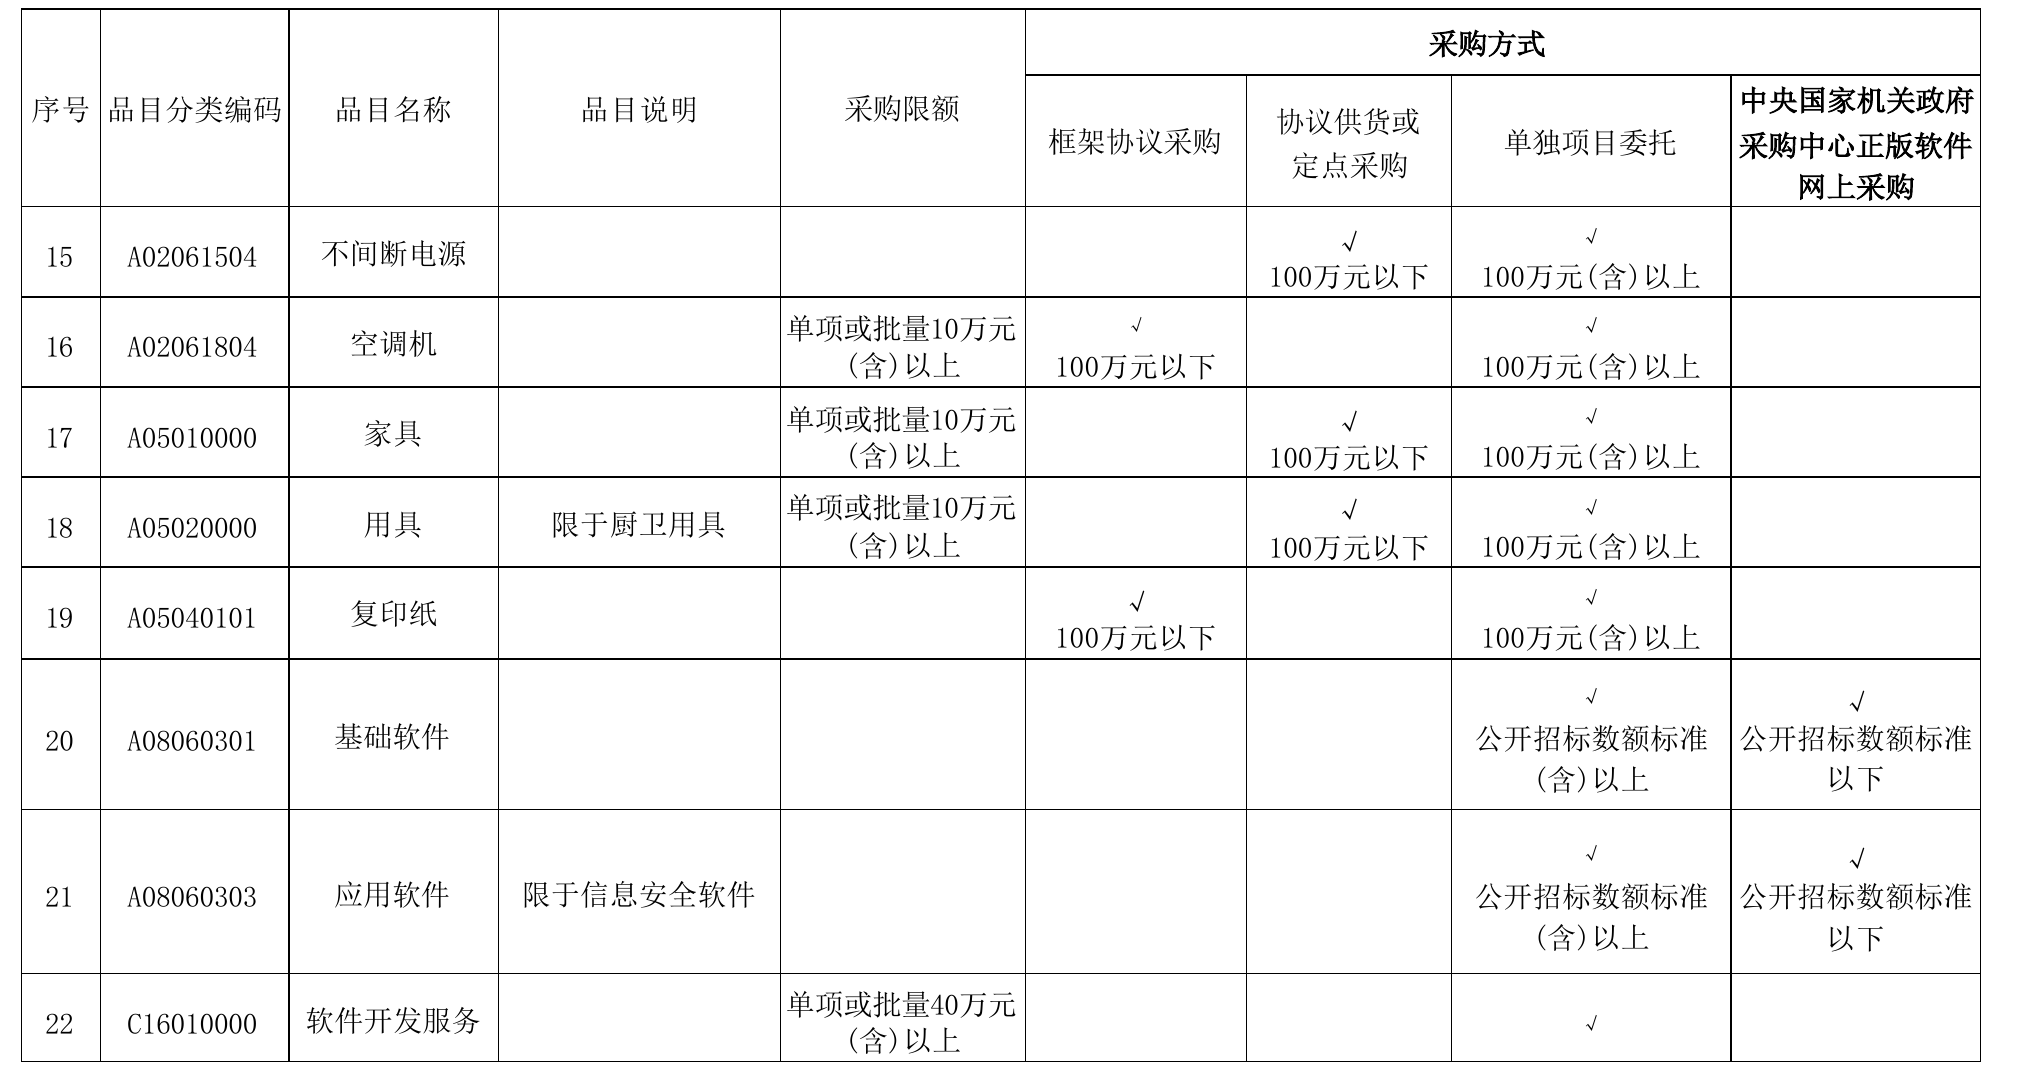 采购方式
序号
品目分类编码
品目名称
品目说明
采购限额
框架协议采购
协议供货或
定点采购
单独项目委托
中央国家机关政府
采购中心正版软件
网上采购
15
A02061504
不间断电源
√
100万元以下
√
100万元(含)以上
16
A02061804
空调机
单项或批量10万元
(含)以上
√
100万元以下
√
100万元(含)以上
17
A05010000
家具
单项或批量10万元
(含)以上
√
100万元以下
√
100万元(含)以上
18
A05020000
用具
限于厨卫用具
单项或批量10万元
(含)以上
√
100万元以下
√
100万元(含)以上
19
A05040101
复印纸
√
100万元以下
√
100万元(含)以上
20
A08060301
基础软件
√
公开招标数额标准
(含)以上
√
公开招标数额标准
以下
21
A08060303
应用软件
限于信息安全软件
√
公开招标数额标准
(含)以上
√
公开招标数额标准
以下
22
C16010000
软件开发服务
单项或批量40万元
(含)以上
√